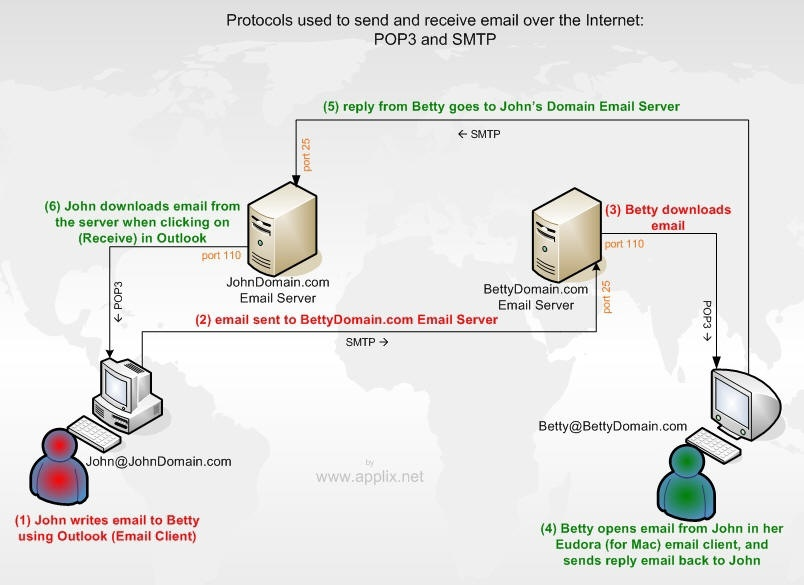 Protocols used to send and receive email over the Internet:
POP3 and SMTP
(5) reply from Betty goes to John's Domain Email Server
← SMTP
port 25
(6) John downloads email from
the server when clicking on
(Receive) in Outlook
port 110
← POP3
JohnDomain.com
Email Server
(3) Betty downloads
email
port 110
BettyDomain.com
Email Server
port 25
POP3 →
(2) email sent to BettyDomain.com Email Server
SMTP →
John@JohnDomain.com
Betty@BettyDomain.com
by
www.applix.net
(1) John writes email to Betty
using Outlook (Email Client)
(4) Betty opens email from John in her
Eudora (for Mac) email client, and
sends reply email back to John